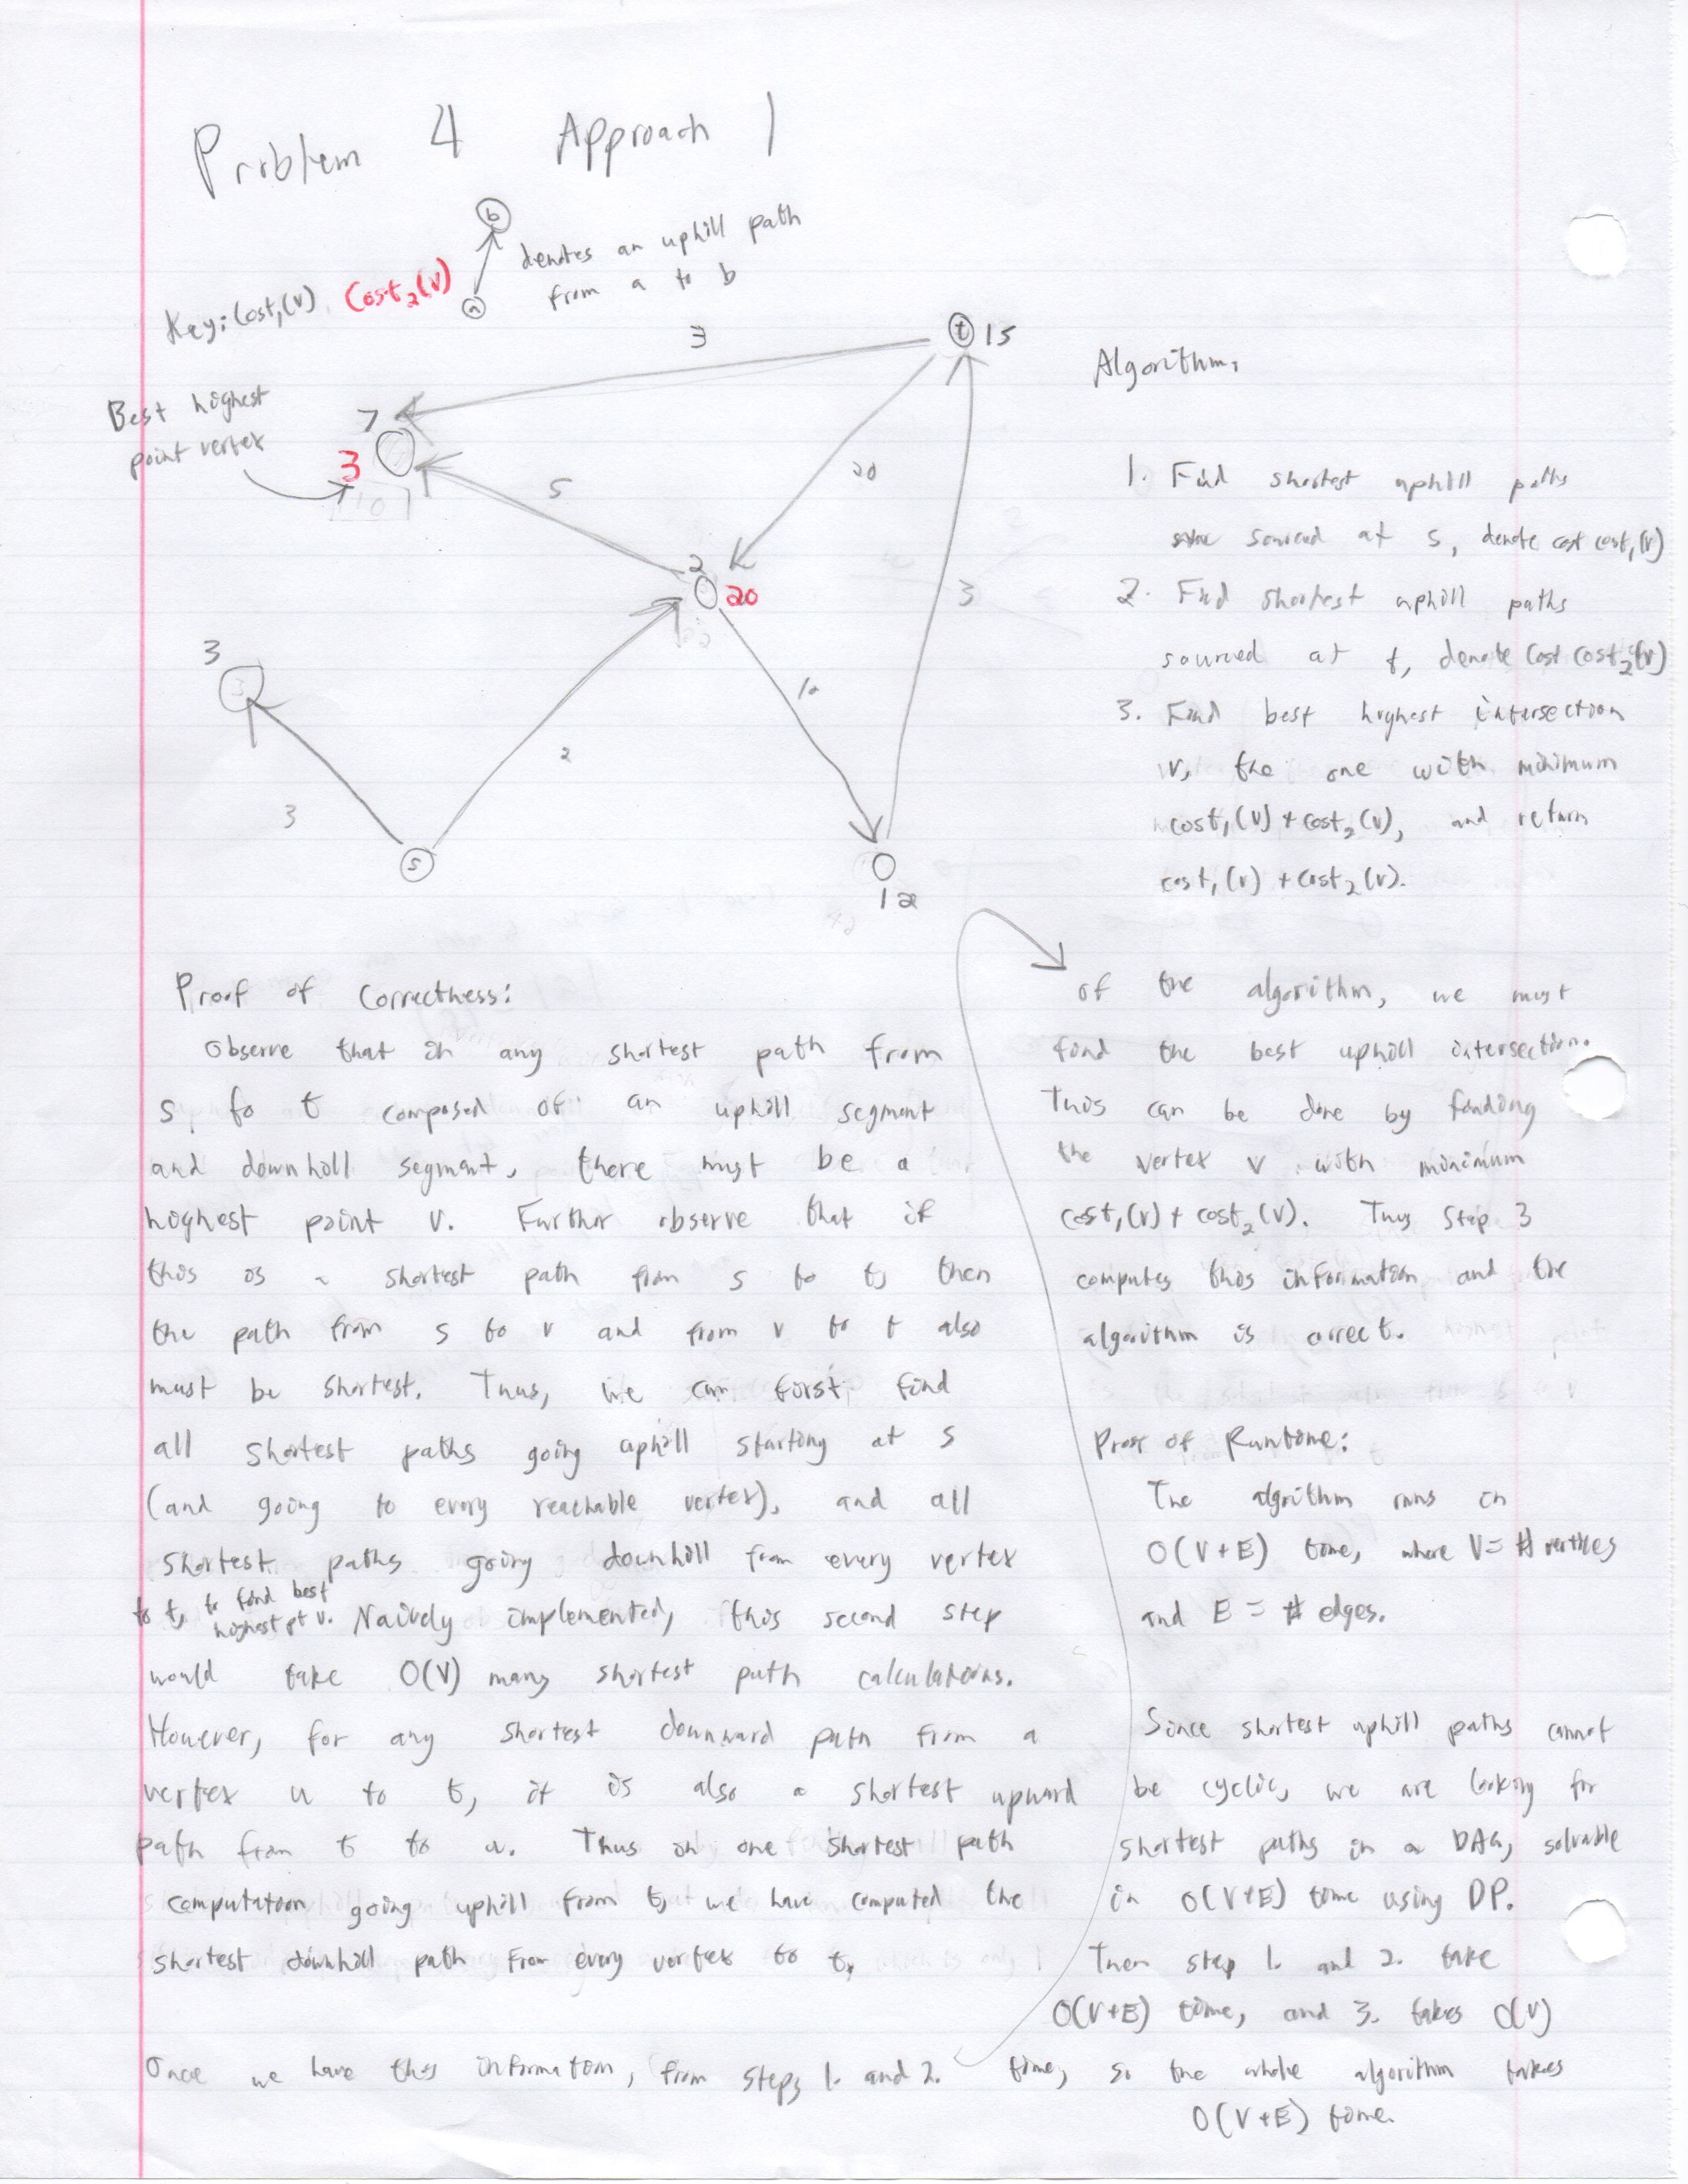 Problem 4 Approach 1
b
a
denotes an uphill path
from a to b
Key: Cost₁(v) Cost₂(v)
3
t 15
Best highest
point vertex
7
3
5
20
2
20
3
3
10
2
3
s
12
Algorithm:
1. Find shortest uphill paths
sourced at s, denote cost cost₁(v)
2. Find shortest uphill paths
sourced at t, denote cost cost₂(v)
3. Find best highest intersection
v, the one with minimum
cost₁(v) + cost₂(v), and return
cost₁(v) + cost₂(v).
Proof of Correctness:
Observe that in any shortest path from
s to t composed of an uphill segment
and downhill segment, there must be a
highest point v. Further observe that if
this is a shortest path from s to t, then
the path from s to v and from v to t also
must be shortest. Thus, we can first find
all shortest paths going uphill starting at s
(and going to every reachable vertex), and all
shortest paths going downhill from every vertex
to t, to find best
highest pt v. Naively implemented, this second step
would take O(V) many shortest path calculations.
However, for any shortest downward path from a
vertex u to t, it is also a shortest upward
path from t to u. Thus in one shortest path
computation going uphill from t, we have computed the
shortest downhill path from every vertex to t.
Once we have this information, from steps 1. and 2.
of the algorithm, we must
find the best uphill intersection.
This can be done by finding
the vertex v with minimum
cost₁(v) + cost₂(v). Thus Step 3
computes this information and the
algorithm is correct.
Proof of Runtime:
The algorithm runs in
O(V+E) time, where V = # vertices
and E = # edges.
Since shortest uphill paths cannot
be cyclic, we are looking for
shortest paths in a DAG, solvable
in O(V+E) time using DP.
Then step 1. and 2. take
O(V+E) time, and 3. takes O(V)
time, so the whole algorithm takes
O(V+E) time.